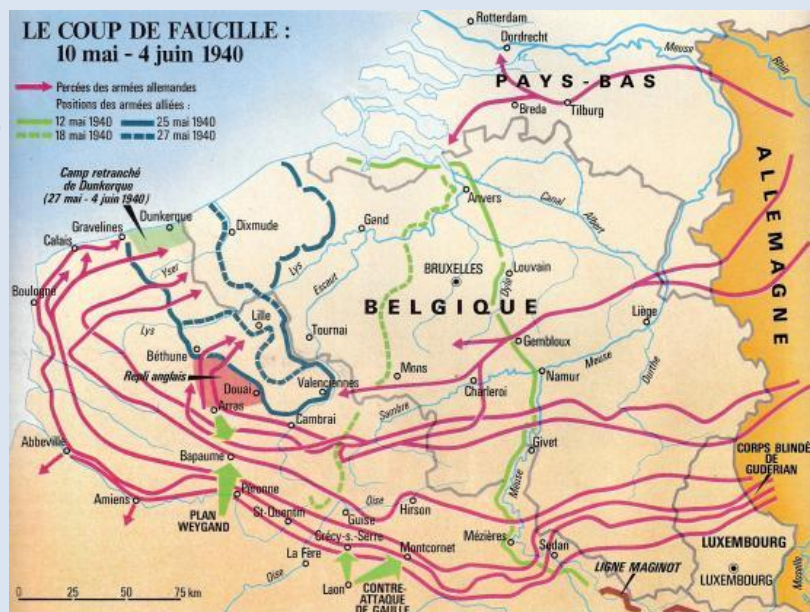 LE COUP DE FAUCILLE :
10 mai - 4 juin 1940
Percées des armées allemandes
Positions des armées alliées :
12 mai 1940
25 mai 1940
18 mai 1940
27 mai 1940
Camp retranché
de Dunkerque
(27 mai - 4 juin 1940)
Rotterdam
Dordrecht
Meuse
Rhin
PAYS-BAS
Breda
Tilburg
ALLEMAGNE
Gravelines
Dunkerque
Calais
Dixmude
Gand
Anvers
Canal
Albert
Yser
Lys
Escaut
Boulogne
BRUXELLES
Louvain
Dyle
BELGIQUE
Liège
Lys
Lille
Tournai
Gembloux
Meuse
Ourthe
Béthune
Repli anglais
Douai
Valenciennes
Mons
Charleroi
Namur
Arras
Cambrai
Sambre
Abbeville
Bapaume
Givet
CORPS BLINDÉ
DE
GUDERIAN
Amiens
Péronne
PLAN
WEYGAND
St-Quentin
Oise
Guise
Hirson
Meuse
Crécy-s.-Serre
Mézières
La Fère
Montcornet
Sedan
LUXEMBOURG
LUXEMBOURG
Moselle
Oise
Laon
CONTRE-
ATTAQUE
DE GAULLE
LIGNE MAGINOT
0 25 50 75 km